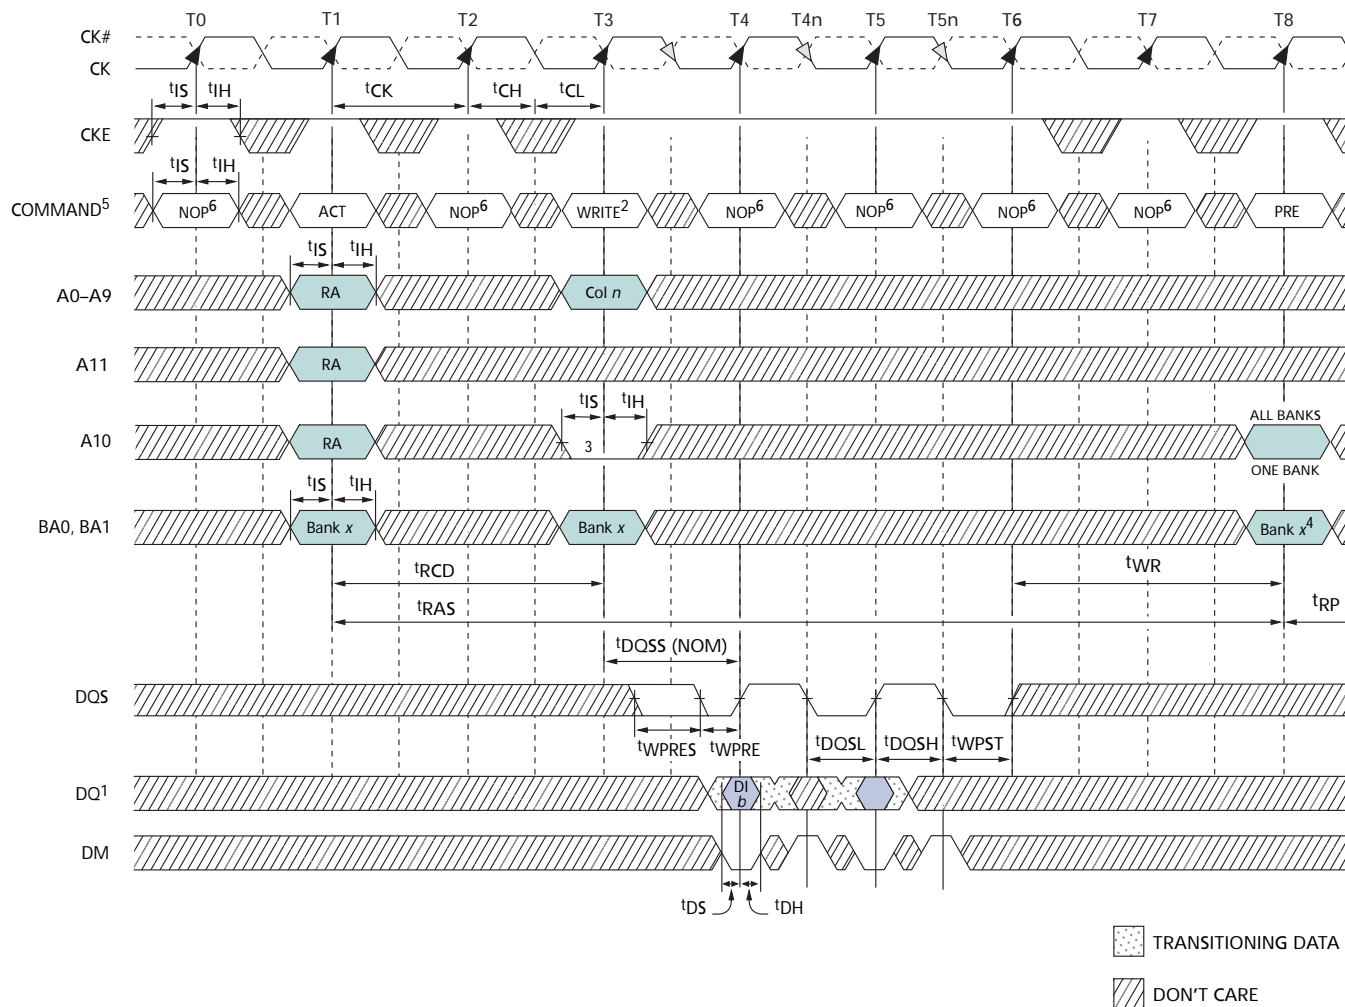 T0 T1 T2 T3 T4 T4n T5 T5n T6 T7 T8
CK#
CK
tIS tIH tCK tCH tCL
CKE
tIS tIH
COMMAND5 NOP6 ACT NOP6 WRITE2 NOP6 NOP6 NOP6 NOP6 PRE
tIS tIH
A0–A9 RA Col n
A11 RA
tIS tIH ALL BANKS
A10 RA 3
ONE BANK
tIS tIH
BA0, BA1 Bank x Bank x Bank x4
tRCD tWR
tRAS tRP
tDQSS (NOM)
DQS
tWPRES tWPRE tDQSL tDQSH tWPST
DQ1 DI
b
DM
tDS tDH
TRANSITIONING DATA
DON'T CARE